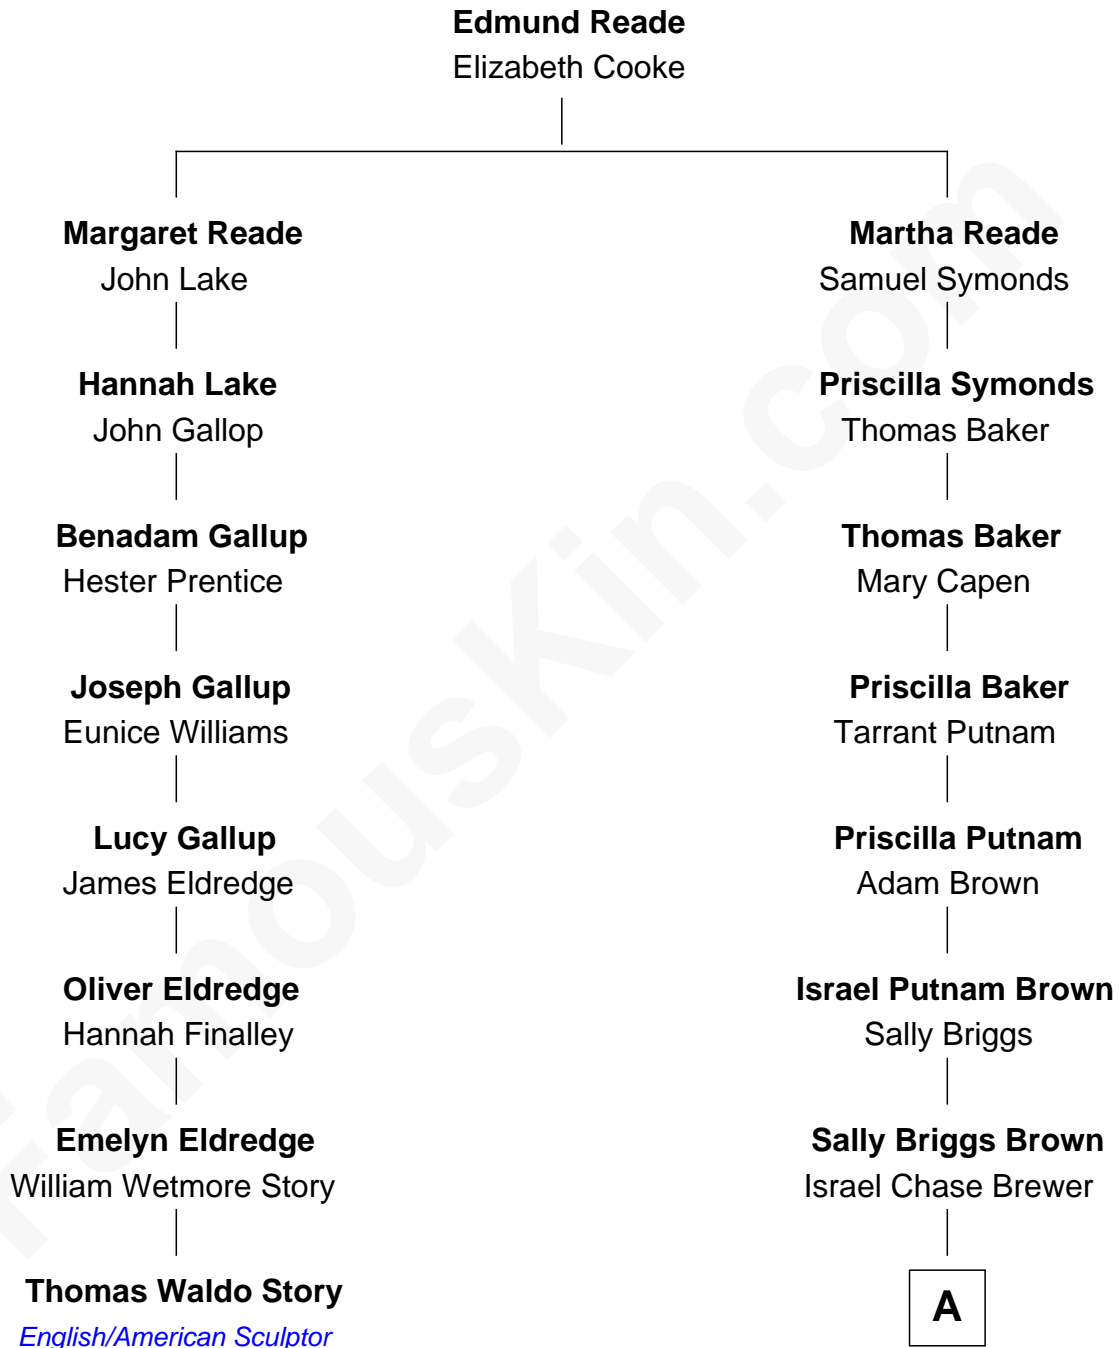 Edmund Reade
Elizabeth Cooke
Margaret Reade
John Lake
Martha Reade
Samuel Symonds
Hannah Lake
John Gallop
Priscilla Symonds
Thomas Baker
Benadam Gallup
Hester Prentice
Thomas Baker
Mary Capen
Joseph Gallup
Eunice Williams
Priscilla Baker
Tarrant Putnam
Lucy Gallup
James Eldredge
Priscilla Putnam
Adam Brown
Oliver Eldredge
Hannah Finalley
Israel Putnam Brown
Sally Briggs
Emelyn Eldredge
William Wetmore Story
Sally Briggs Brown
Israel Chase Brewer
Thomas Waldo Story
English/American Sculptor
A
FamousKin.com